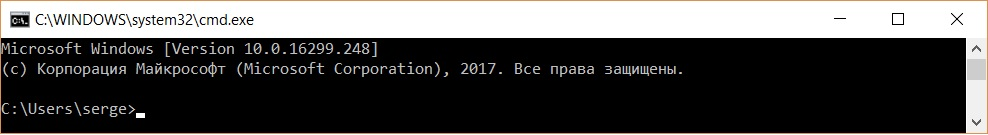 C:\WINDOWS\system32\cmd.exe
Microsoft Windows [Version 10.0.16299.248]
(c) Корпорация Майкрософт (Microsoft Corporation), 2017. Все права защищены.
C:\Users\serge>